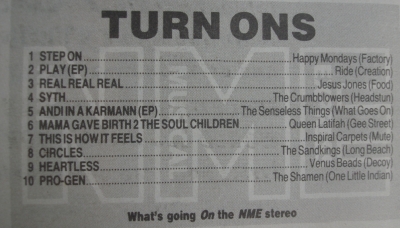 TURN ONS
1 STEP ON ........ Happy Mondays (Factory)
2 PLAY (EP) ........ Ride (Creation)
3 REAL REAL REAL ........ Jesus Jones (Food)
4 SYTH ........ The Crumbblowers (Headstun)
5 ANDI IN A KARMANN (EP) ........ The Senseless Things (What Goes On)
6 MAMA GAVE BIRTH 2 THE SOUL CHILDREN ........ Queen Latifah (Gee Street)
7 THIS IS HOW IT FEELS ........ Inspiral Carpets (Mute)
8 CIRCLES ........ The Sandkings (Long Beach)
9 HEARTLESS ........ Venus Beads (Decoy)
10 PRO-GEN ........ The Shamen (One Little Indian)
What's going On the NME stereo